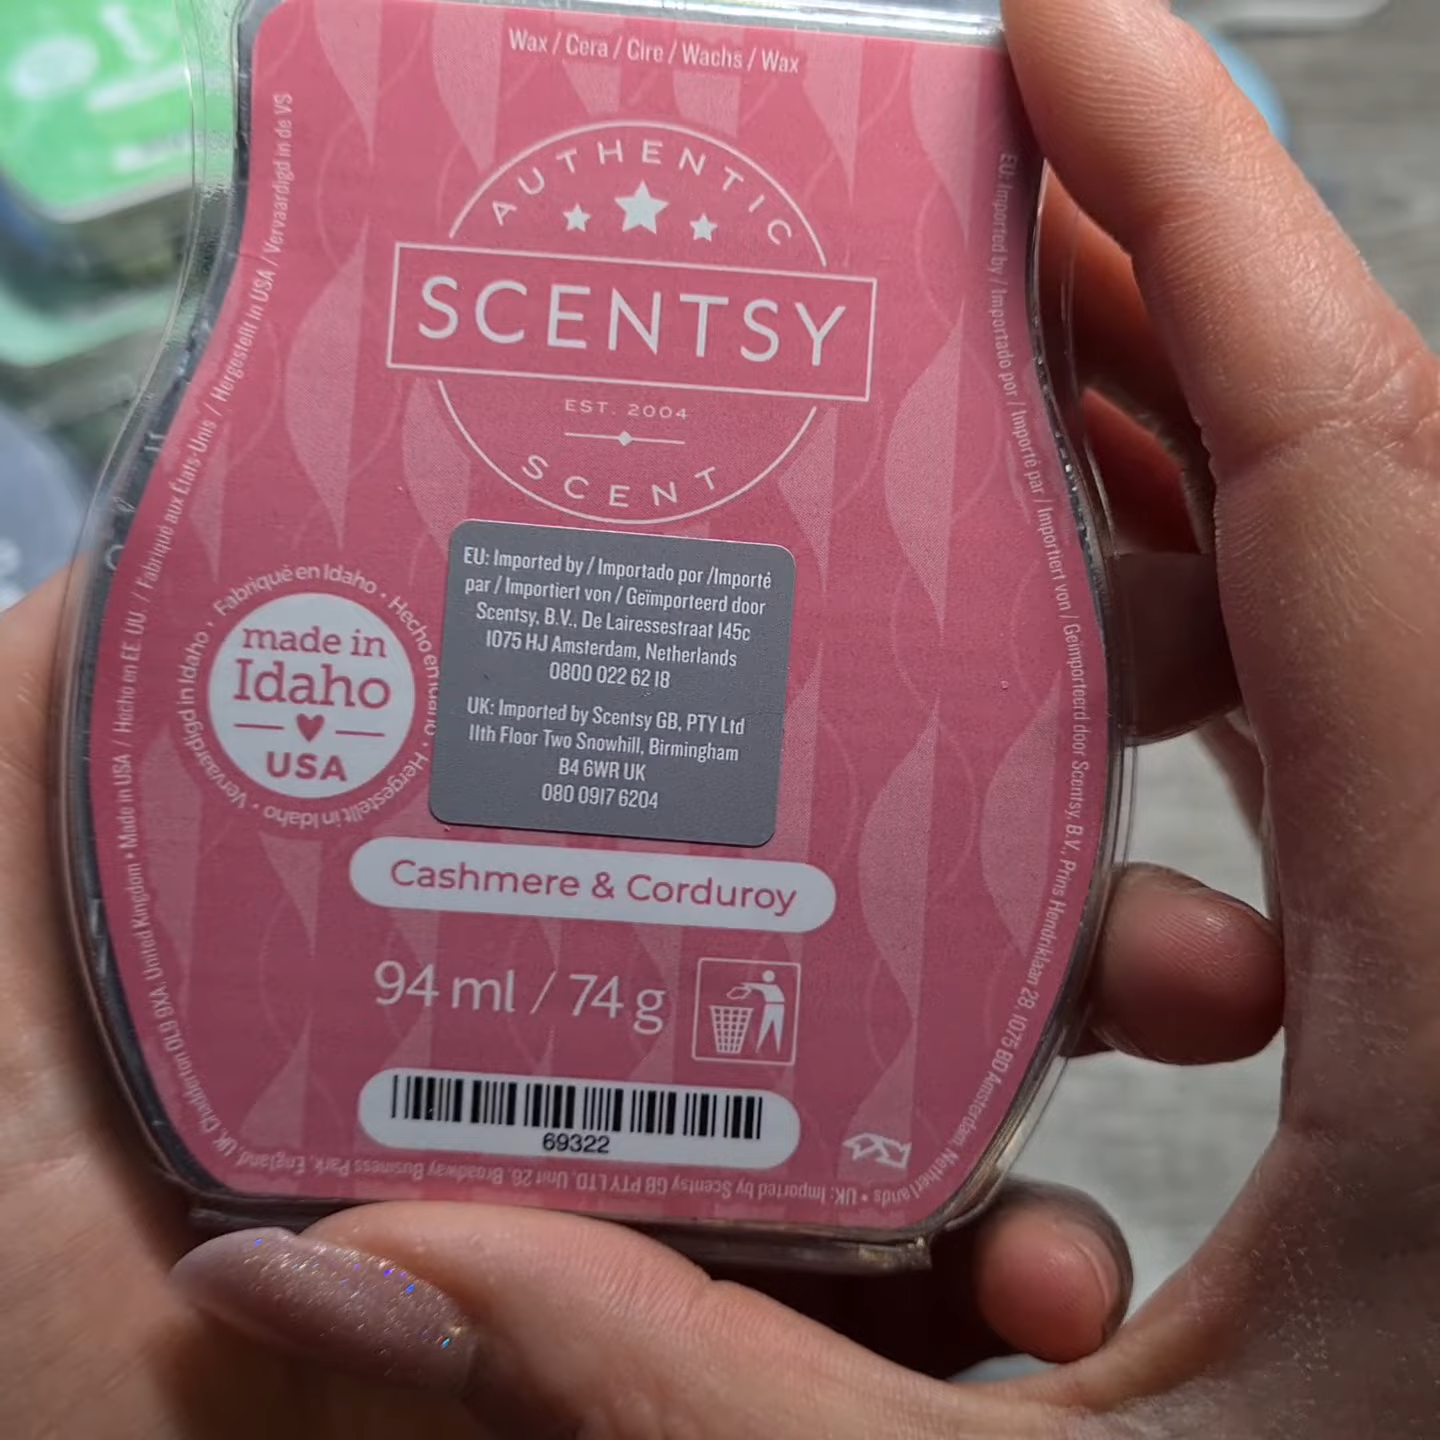 Wax / Cera / Cire / Wachs / Wax
AUTHENTIC
SCENTSY
EST. 2004
SCENT
EU: Imported by / Importado por /Importé
par / Importiert von / Geïmporteerd door
Scentsy, B.V., De Lairessestraat 145c
1075 HJ Amsterdam, Netherlands
0800 022 62 18
UK: Imported by Scentsy GB, PTY Ltd
11th Floor Two Snowhill, Birmingham
B4 6WR UK
080 0917 6204
made in
Idaho
USA
Fabriqué en Idaho • Hecho en Idaho • Hergestellt in Idaho • Vervaardigd in Idaho •
Cashmere & Corduroy
94 ml / 74 g
69322
EU: Imported by / Importado por / Importé par / Importiert von / Geïmporteerd door Scentsy, B.V., Prins Hendriklaan 28, 1075 BD Amsterdam, Netherlands • UK: Imported by Scentsy GB PTY LTD, Unit 26, Broadway Business Park, England, UK, Chadderton OL9 9XA, United Kingdom • Made in USA / Hecho en EE. UU. / Fabriqué aux États-Unis / Hergestellt in USA / Vervaardigd in de VS